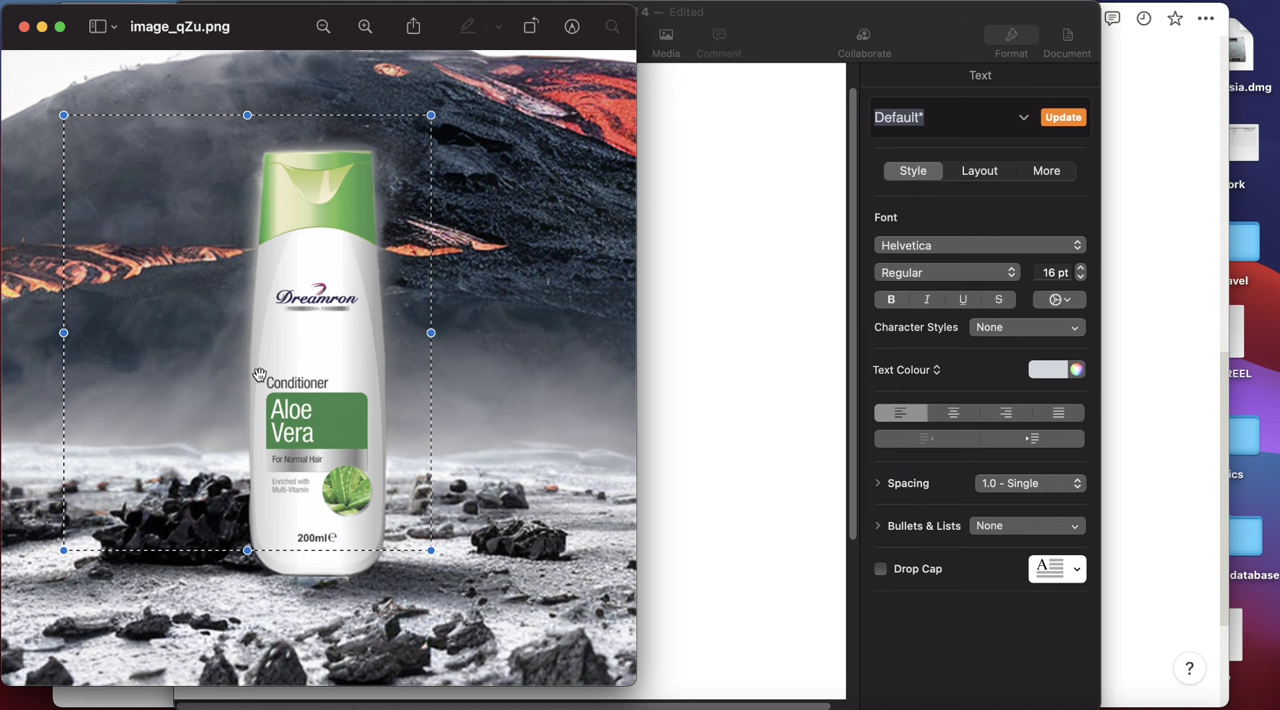 image_qZu.png
4 — Edited
Media
Comment
Collaborate
Format
Document
Dreamron
Conditioner
Aloe
Vera
For Normal Hair
Enriched with
Multi-Vitamin
200ml℮
Text
Default*
Update
Style
Layout
More
Font
Helvetica
Regular
16 pt
B
I
U
S
Character Styles
None
Text Colour
Spacing
1.0 - Single
Bullets & Lists
None
Drop Cap
A
sia.dmg
ork
avel
REEL
ics
database
?